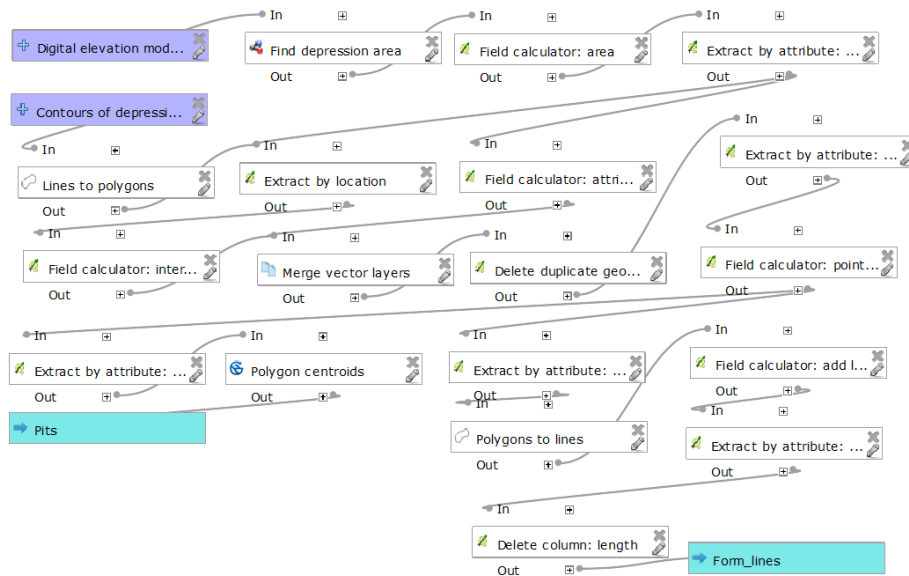 In
In
In
In
Digital elevation mod...
Find depression area
Field calculator: area
Extract by attribute: ...
Out
Out
Out
Out
Contours of depressi...
In
In
In
In
Lines to polygons
Extract by location
Field calculator: attri...
Extract by attribute: ...
Out
Out
Out
Out
In
In
In
In
Field calculator: inter...
Merge vector layers
Delete duplicate geo...
Field calculator: point...
Out
Out
Out
Out
In
In
In
In
Extract by attribute: ...
Polygon centroids
Extract by attribute: ...
Field calculator: add l...
Out
Out
Out
Out
Pits
In
In
Polygons to lines
Extract by attribute: ...
Out
Out
In
Delete column: length
Form_lines
Out